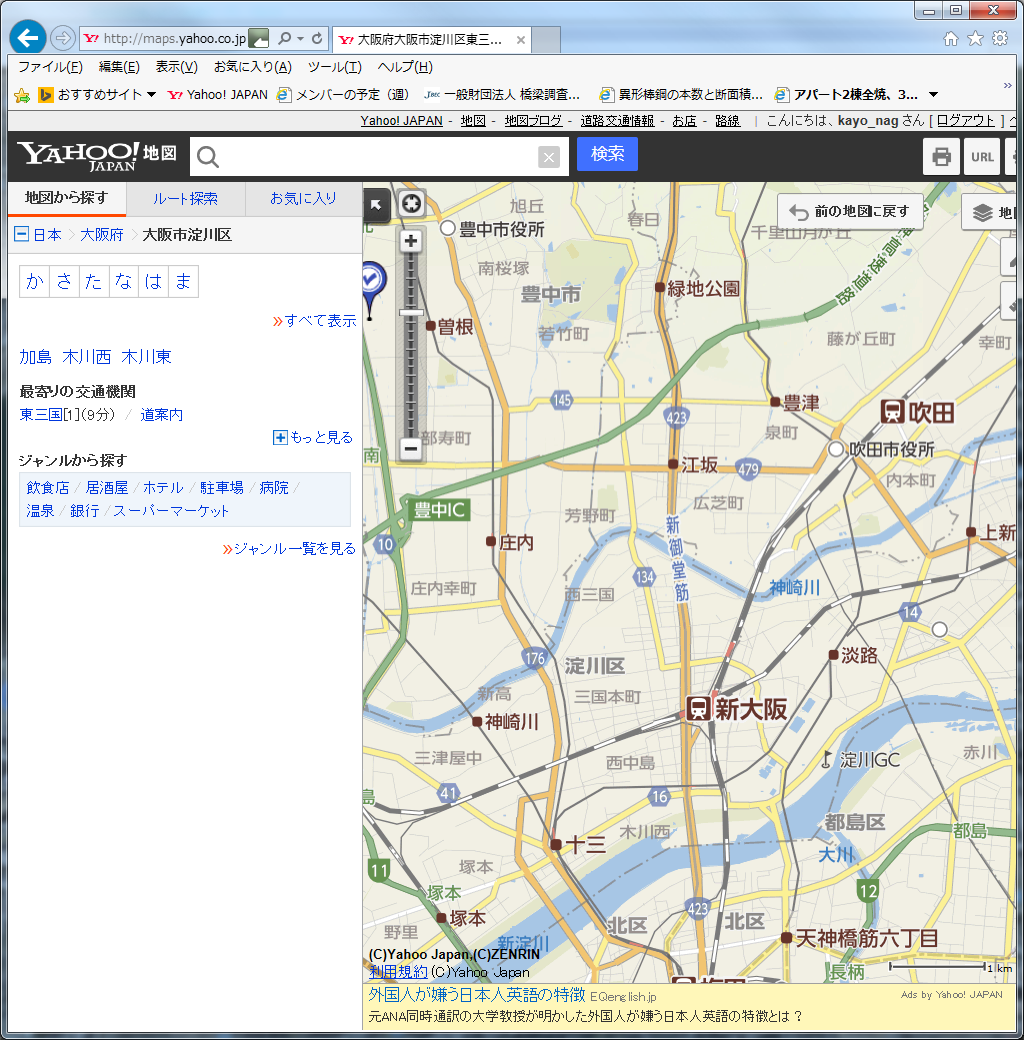 http://maps.yahoo.co.jp
大阪府大阪市淀川区東三...
ファイル(F) 編集(E) 表示(V) お気に入り(A) ツール(T) ヘルプ(H)
おすすめサイト Yahoo! JAPAN メンバーの予定（週） 一般財団法人 橋梁調査... 異形棒鋼の本数と断面積... アパート2棟全焼、3... »
Yahoo! JAPAN - 地図 - 地図ブログ - 道路交通情報 - お店 - 路線 | こんにちは、kayo_nag さん [ ログアウト ]
YAHOO! JAPAN 地図 検索 URL
地図から探す ルート探索 お気に入り
日本 > 大阪府 > 大阪市淀川区
か さ た な は ま
»すべて表示
加島 木川西 木川東
最寄りの交通機関
東三国[1](9分) / 道案内
もっと見る
ジャンルから探す
飲食店 / 居酒屋 / ホテル / 駐車場 / 病院 /
温泉 / 銀行 / スーパーマーケット
»ジャンル一覧を見る
旭丘
春日
前の地図に戻す
豊中市役所
千里山月が丘
南桜塚
豊中市
緑地公園
高速道路
曽根
若竹町
藤が丘町
幸町
145
423
豊津
吹田
泉町
部寿町
吹田市役所
南
江坂
479
内本町
豊中IC
広芝町
芳野町
新御堂筋
上新
10
庄内
134
神崎川
庄内幸町
西三国
14
176
淀川区
淡路
新高
三国本町
新大阪
神崎川
三津屋中
西中島
淀川GC
赤川
島
41
16
木川西
都島区
都島
十三
大川
11
塚本
12
塚本
塚本
423
野里
北区
北区
新淀川
天神橋筋六丁目
長柄
(C)Yahoo Japan,(C)ZENRIN
利用規約 (C)Yahoo Japan
1 km
外国人が嫌う日本人英語の特徴 EQenglish.jp
Ads by Yahoo! JAPAN
元ANA同時通訳の大学教授が明かした外国人が嫌う日本人英語の特徴とは？